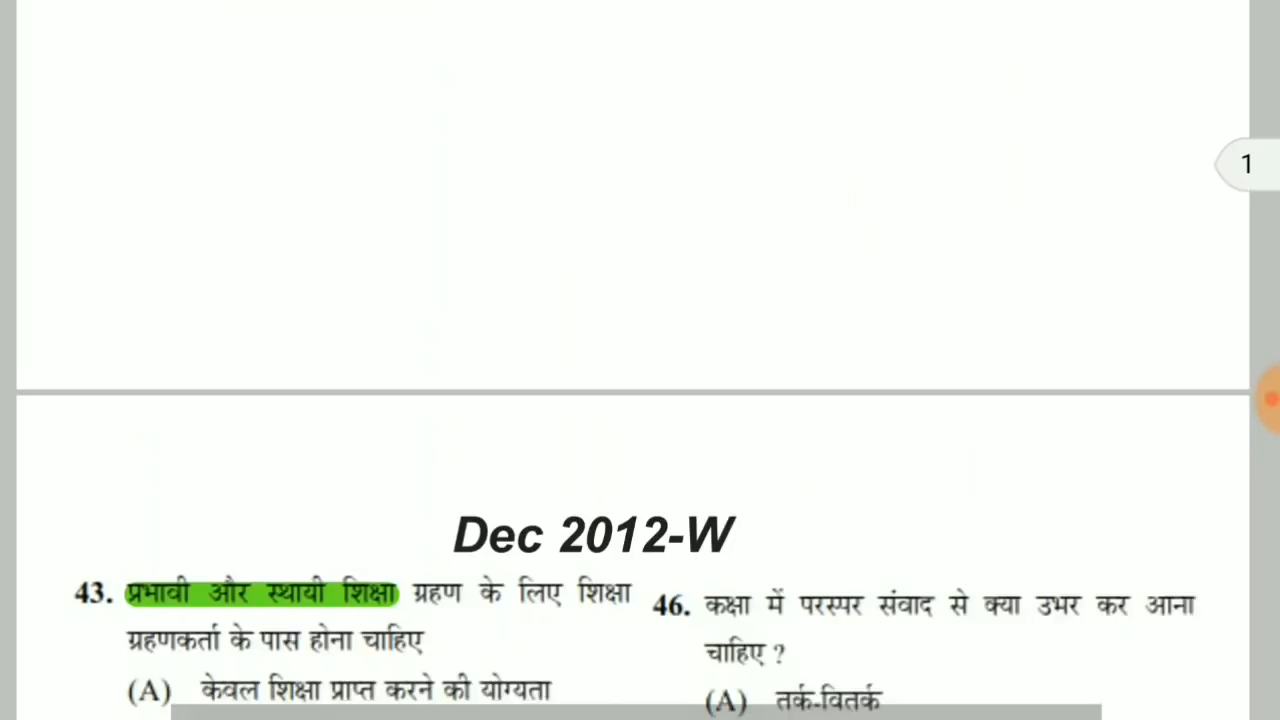 1
Dec 2012-W
43. प्रभावी और स्थायी शिक्षा ग्रहण के लिए शिक्षा
ग्रहणकर्ता के पास होना चाहिए
(A) केवल शिक्षा प्राप्त करने की योग्यता
46. कक्षा में परस्पर संवाद से क्या उभर कर आना
चाहिए ?
(A) तर्क-वितर्क